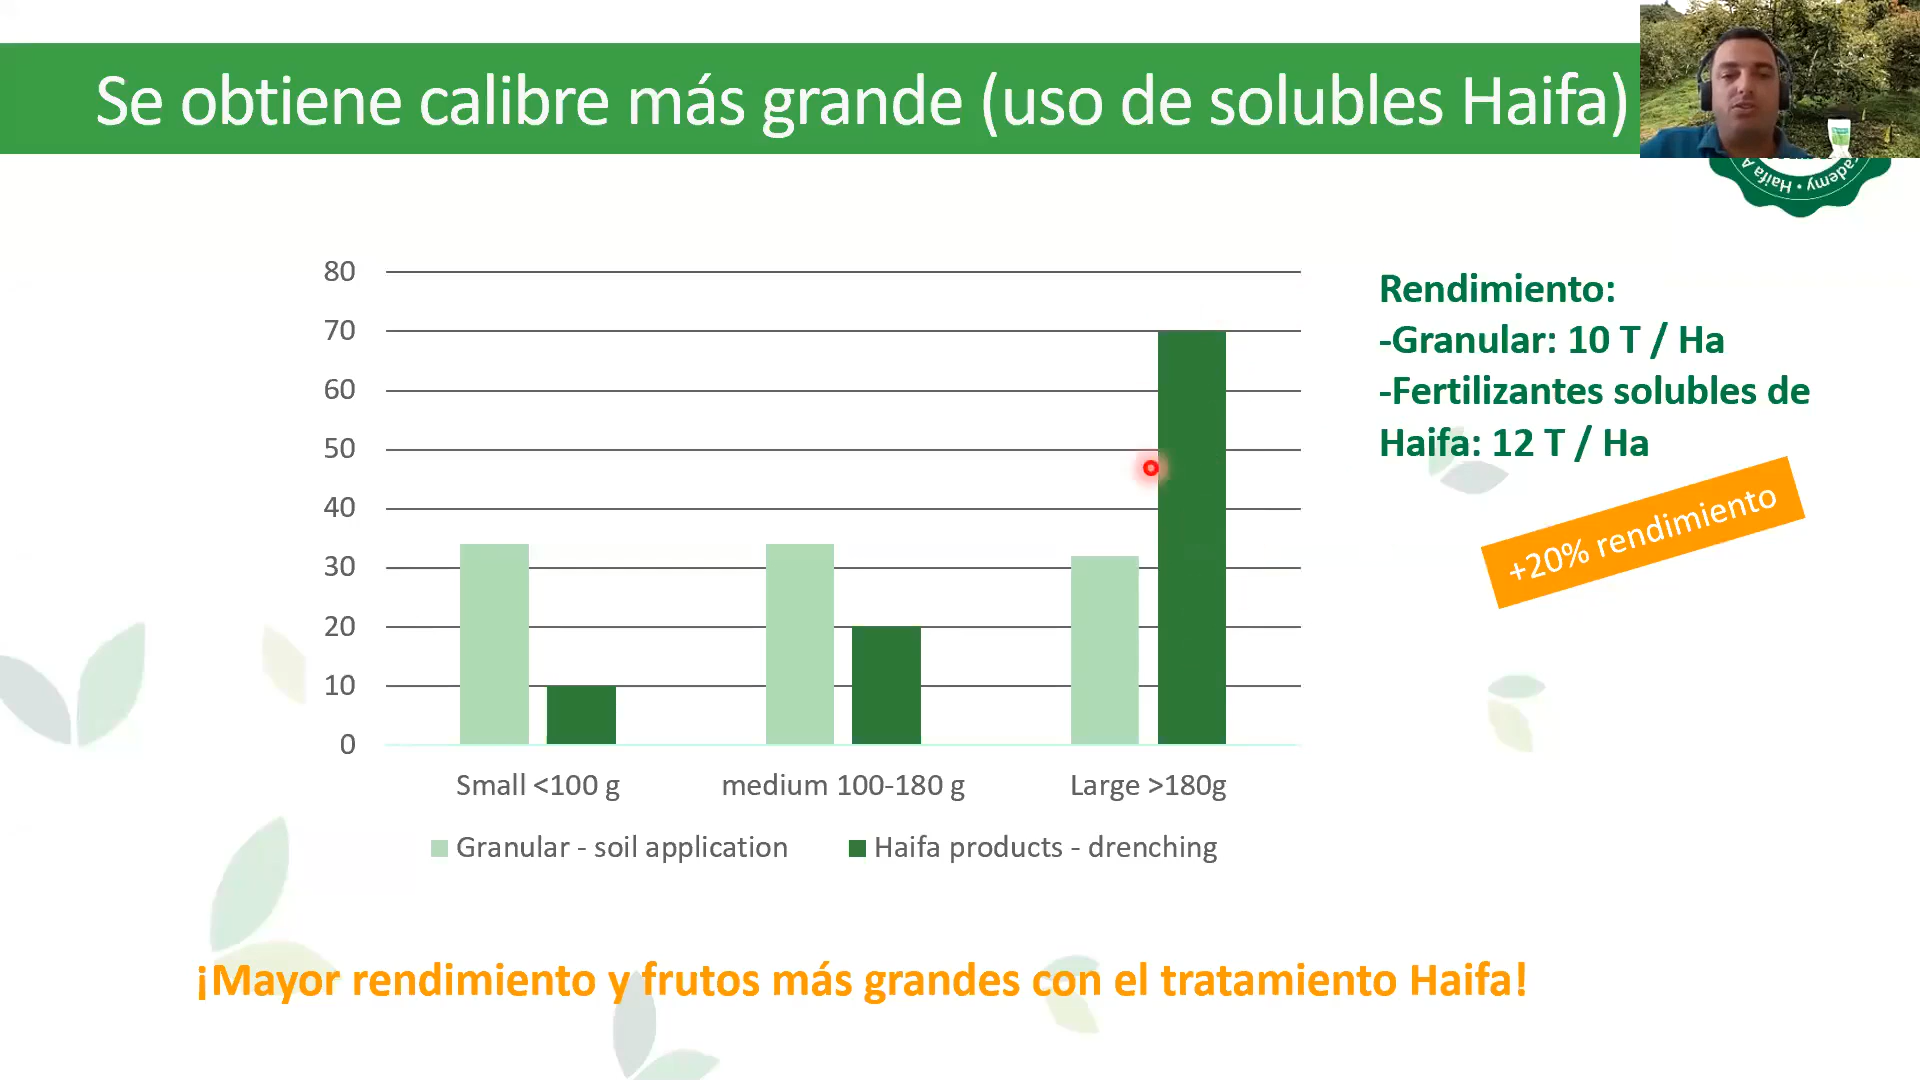 Se obtiene calibre más grande (uso de solubles Haifa)
Haifa A
ademy
80
70
60
50
40
30
20
10
0
Small <100 g
medium 100-180 g
Large >180g
Granular - soil application
Haifa products - drenching
Rendimiento:
-Granular: 10 T / Ha
-Fertilizantes solubles de
Haifa: 12 T / Ha
+20% rendimiento
¡Mayor rendimiento y frutos más grandes con el tratamiento Haifa!